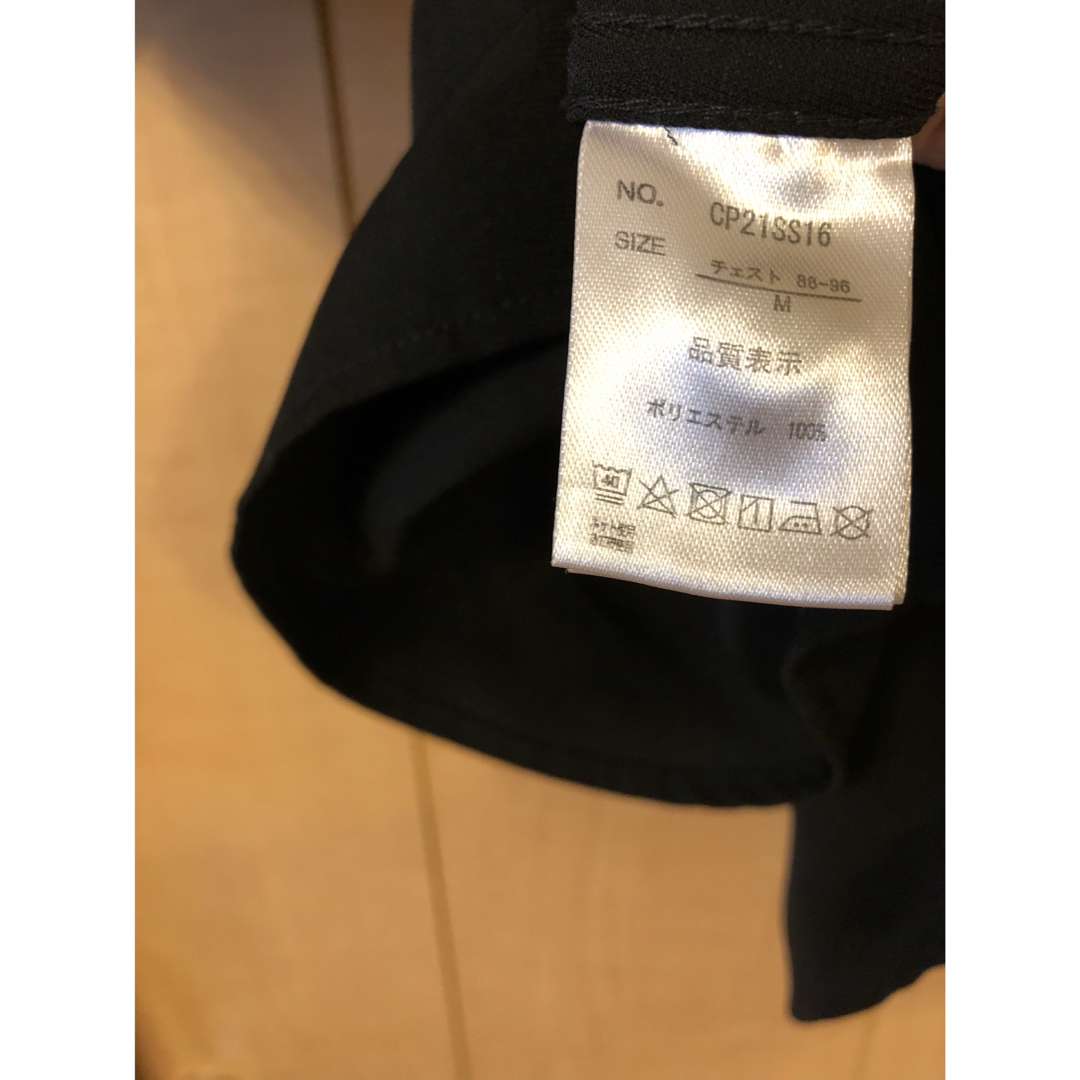 NO. CP21SS16
SIZE チェスト 88-96
M
品質表示
ポリエステル 100%
40